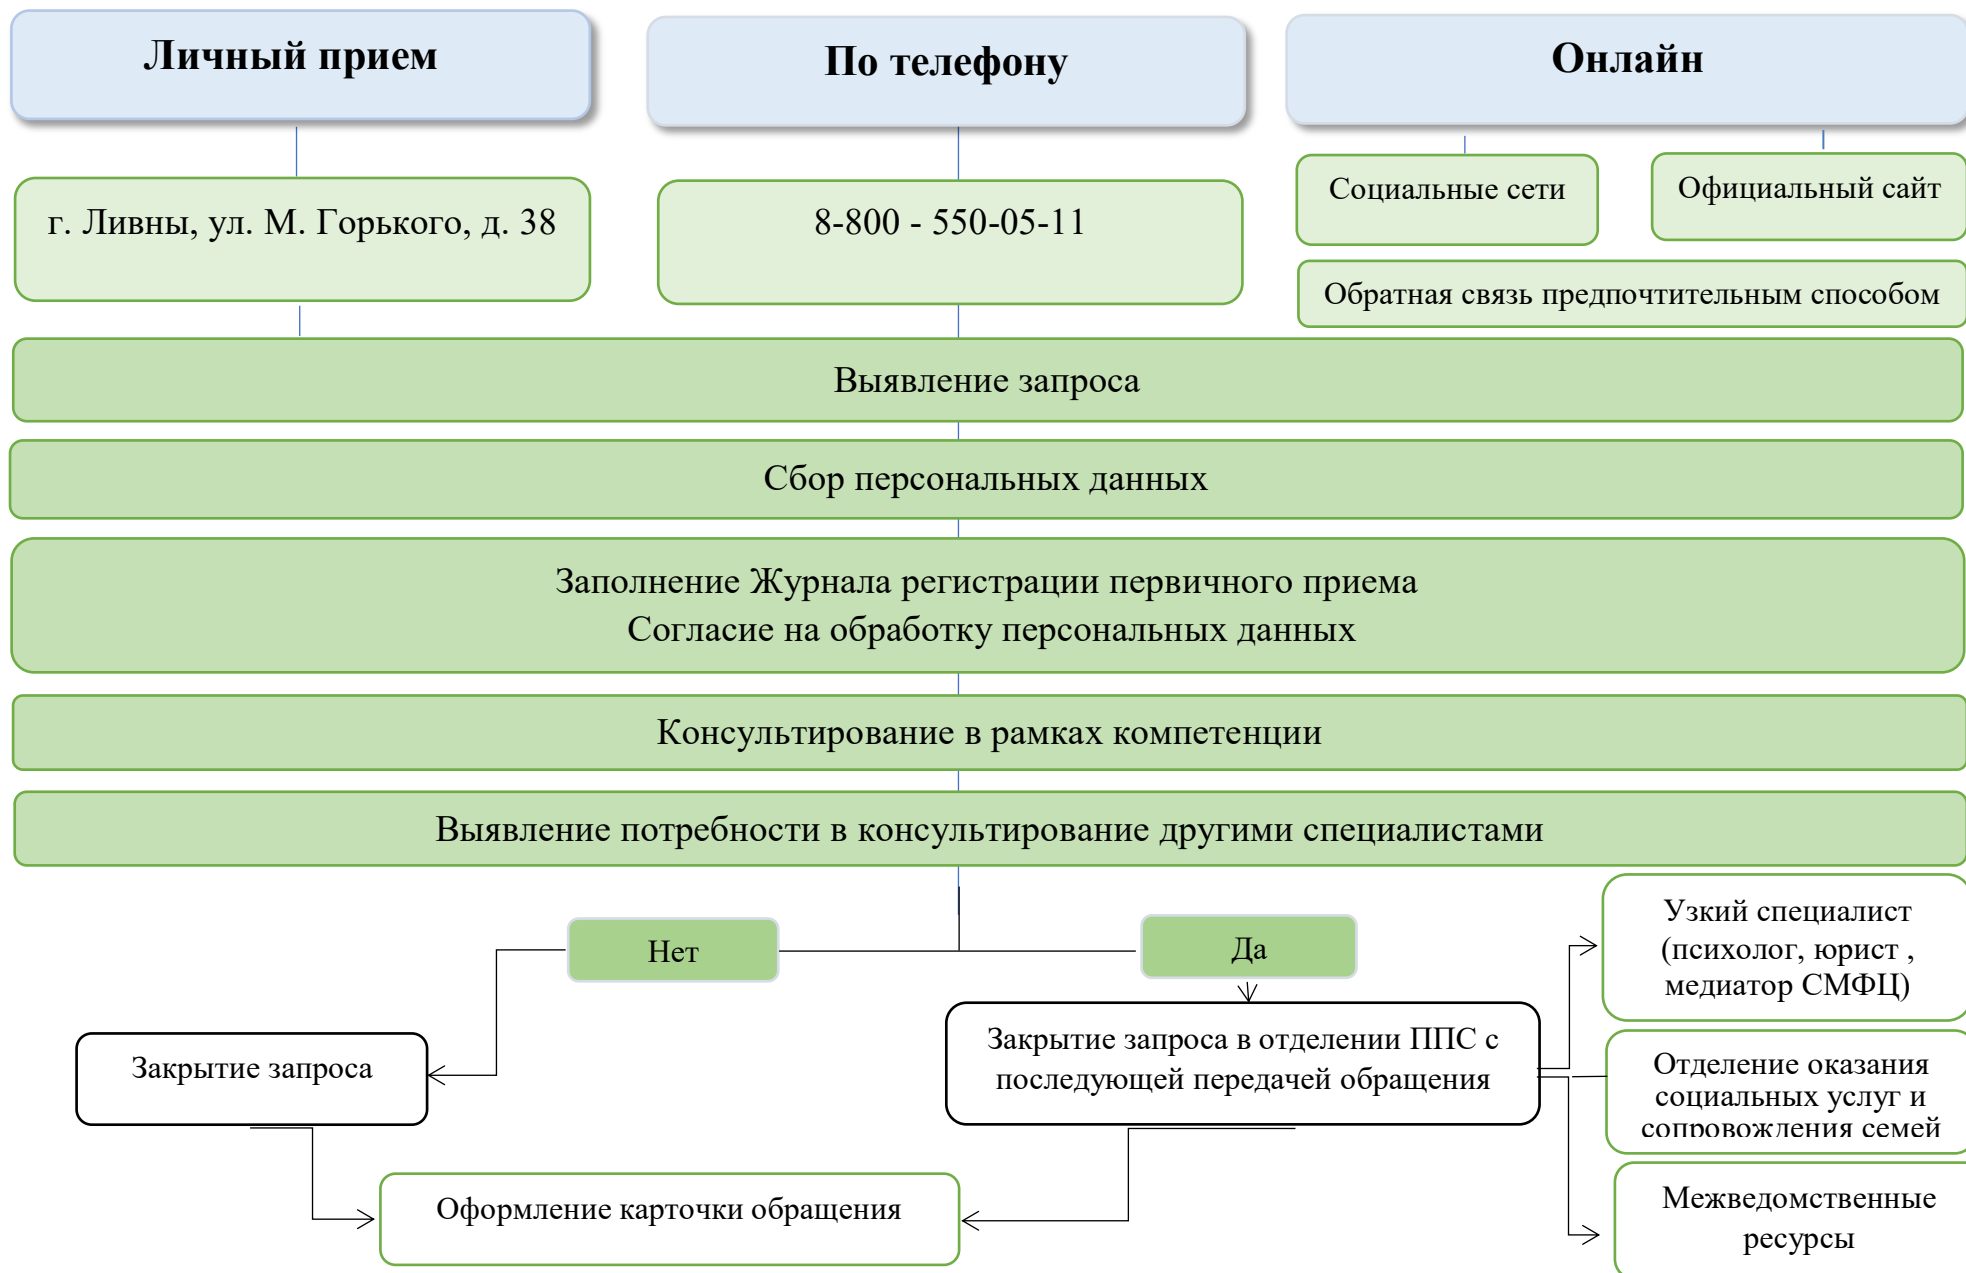 Личный прием
По телефону
Онлайн
г. Ливны, ул. М. Горького, д. 38
8-800 - 550-05-11
Социальные сети
Официальный сайт
Обратная связь предпочтительным способом
Выявление запроса
Сбор персональных данных
Заполнение Журнала регистрации первичного приема
Согласие на обработку персональных данных
Консультирование в рамках компетенции
Выявление потребности в консультирование другими специалистами
Нет
Да
Узкий специалист
(психолог, юрист ,
медиатор СМФЦ)
Закрытие запроса
Закрытие запроса в отделении ППС с
последующей передачей обращения
Отделение оказания
социальных услуг и
сопровождения семей
Оформление карточки обращения
Межведомственные
ресурсы